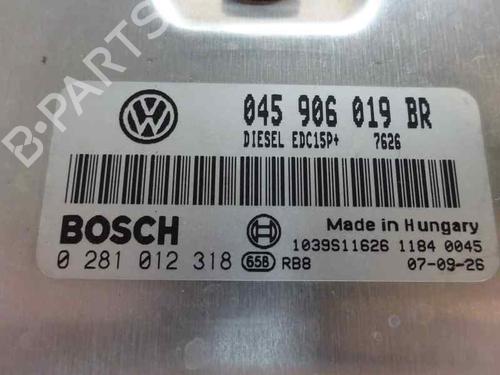 045 906 019 BR
DIESEL EDC15P+ 7626
BOSCH
Made in Hungary
1039S11626 1184 0045
0 281 012 318 65B RB8 07-09-26
B-PARTS